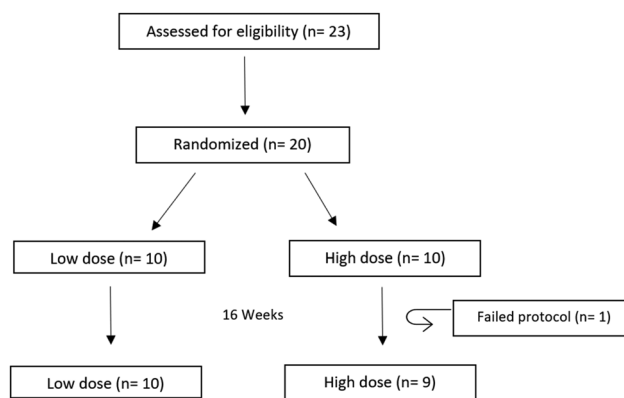 Assessed for eligibility (n= 23)
Randomized (n= 20)
Low dose (n= 10)
High dose (n= 10)
16 Weeks
Failed protocol (n= 1)
Low dose (n= 10)
High dose (n= 9)